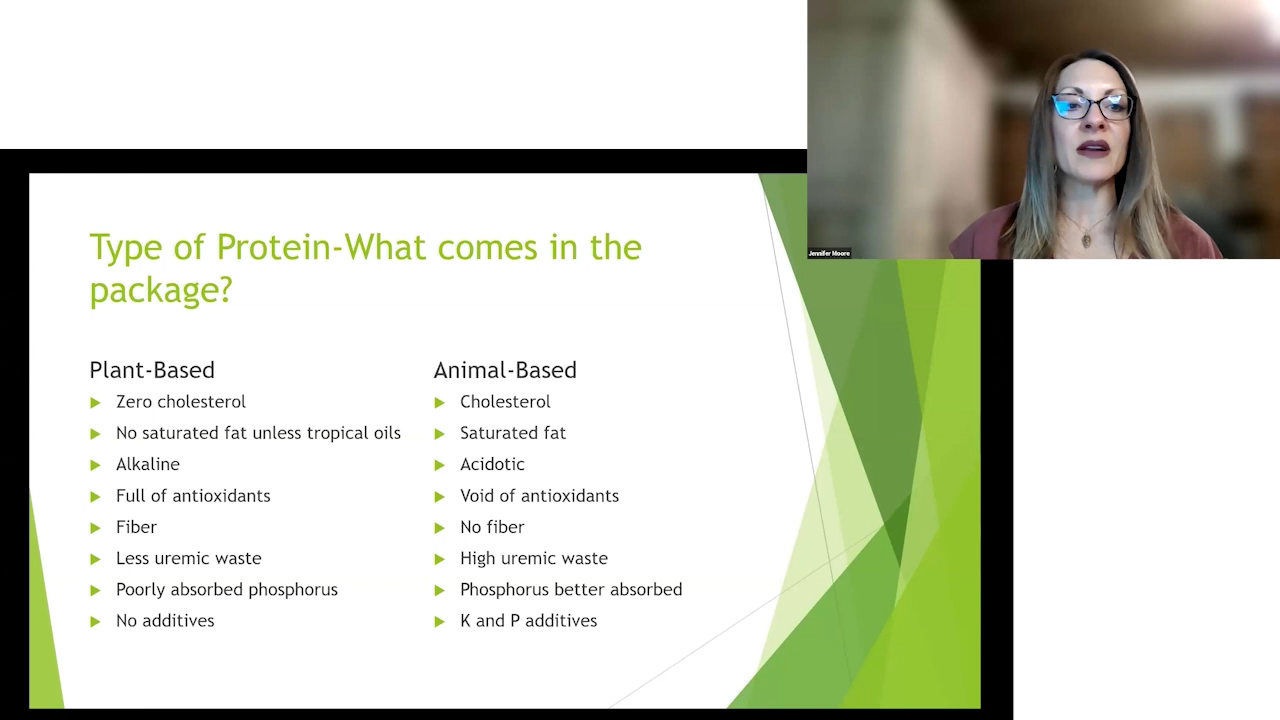 Jennifer Moore
Type of Protein-What comes in the
package?
Plant-Based
Zero cholesterol
No saturated fat unless tropical oils
Alkaline
Full of antioxidants
Fiber
Less uremic waste
Poorly absorbed phosphorus
No additives
Animal-Based
Cholesterol
Saturated fat
Acidotic
Void of antioxidants
No fiber
High uremic waste
Phosphorus better absorbed
K and P additives